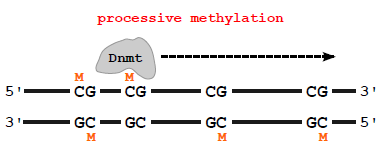 processive methylation
Dnmt
M M
5' CG CG CG CG 3'
3' GC GC GC GC 5'
M M M